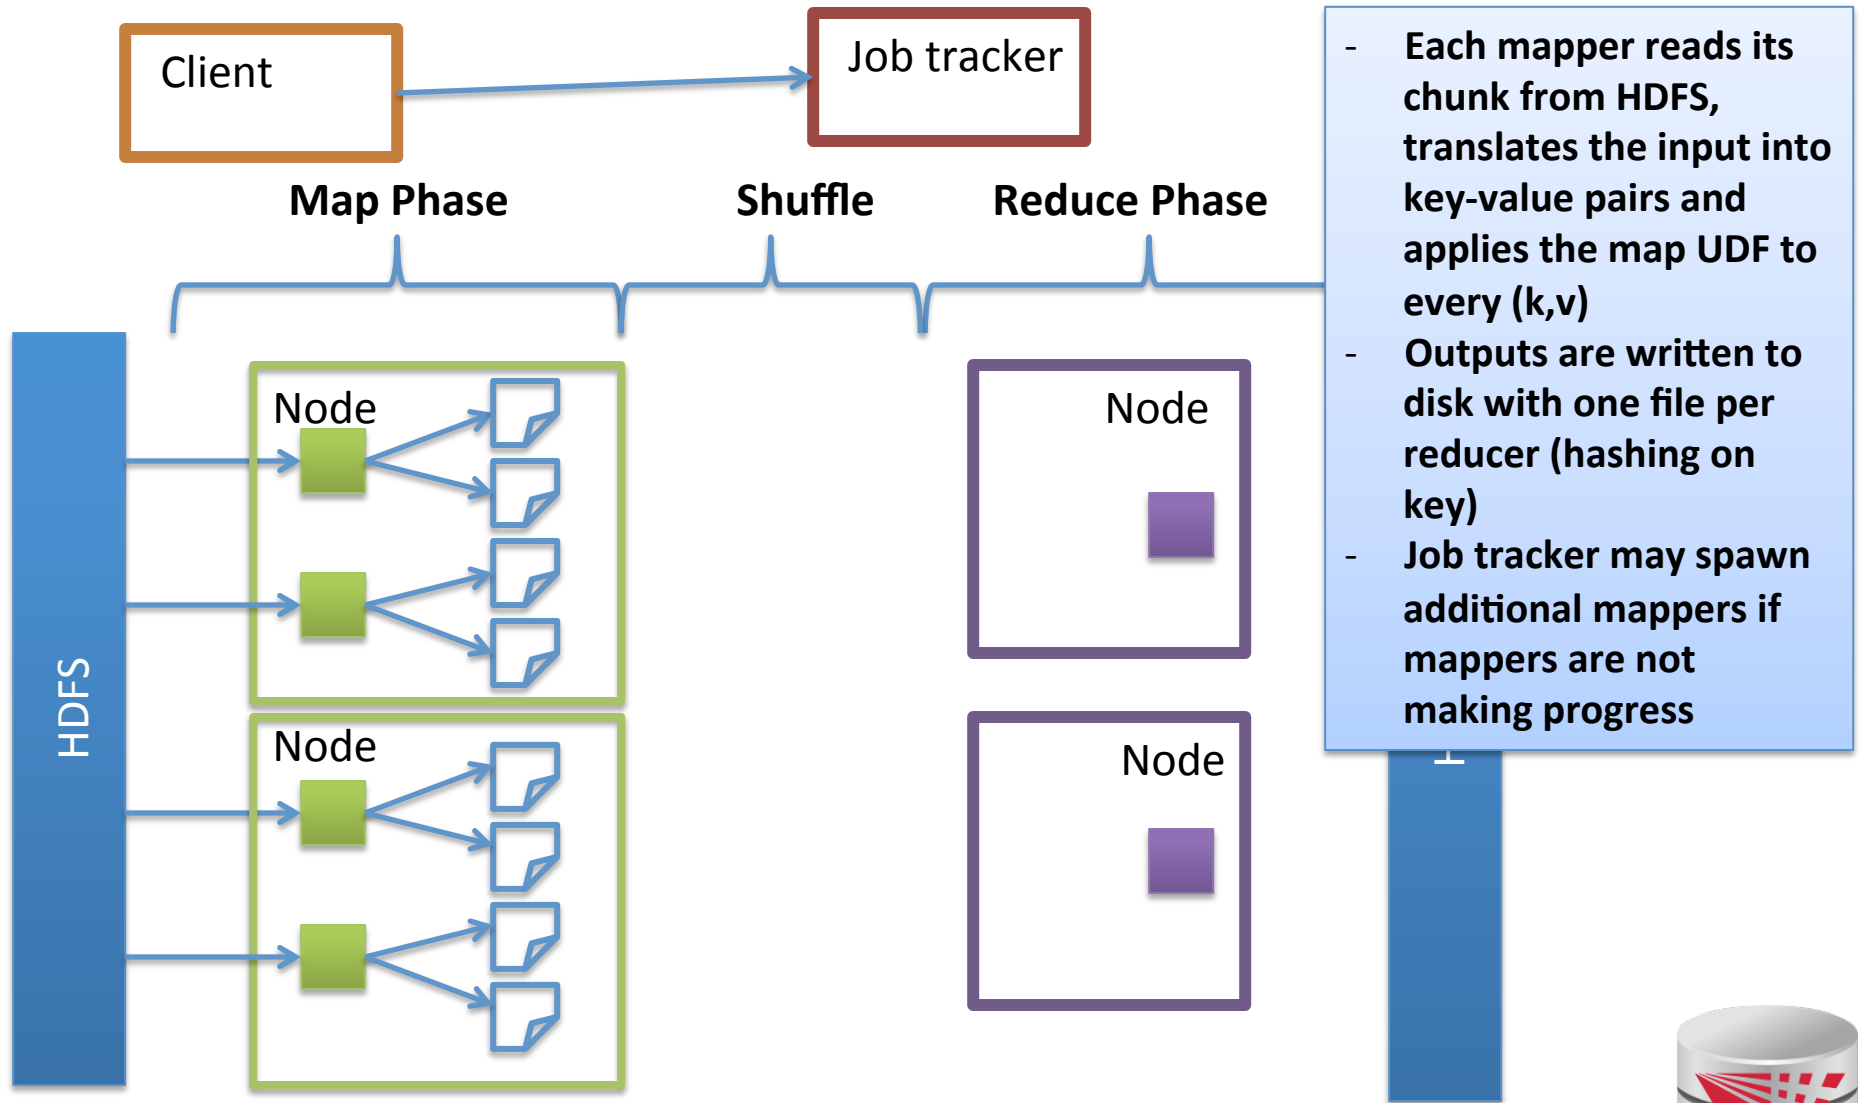 Client
Job tracker
Map Phase
Shuffle
Reduce Phase
HDFS
Node
Node
Node
Node
- Each mapper reads its
chunk from HDFS,
translates the input into
key-value pairs and
applies the map UDF to
every (k,v)
- Outputs are written to
disk with one file per
reducer (hashing on
key)
- Job tracker may spawn
additional mappers if
mappers are not
making progress